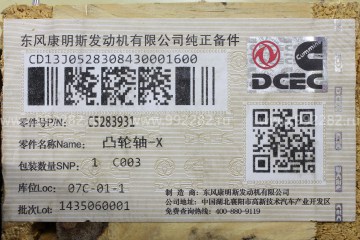 东风康明斯发动机有限公司纯正备件
CD13J0528308430001600
DCEC
零件号P/N: C5283931
零件名称Name: 凸轮轴-X
包装数量SNP: 1 C003
库位Loc: 07C-01-1
批次Lot: 1435060001
制 造 商: 东风康明斯发动机有限公司
公司地址: 中国湖北襄阳市高新技术汽车产业开发区
免费查询热线: 400-880-9119